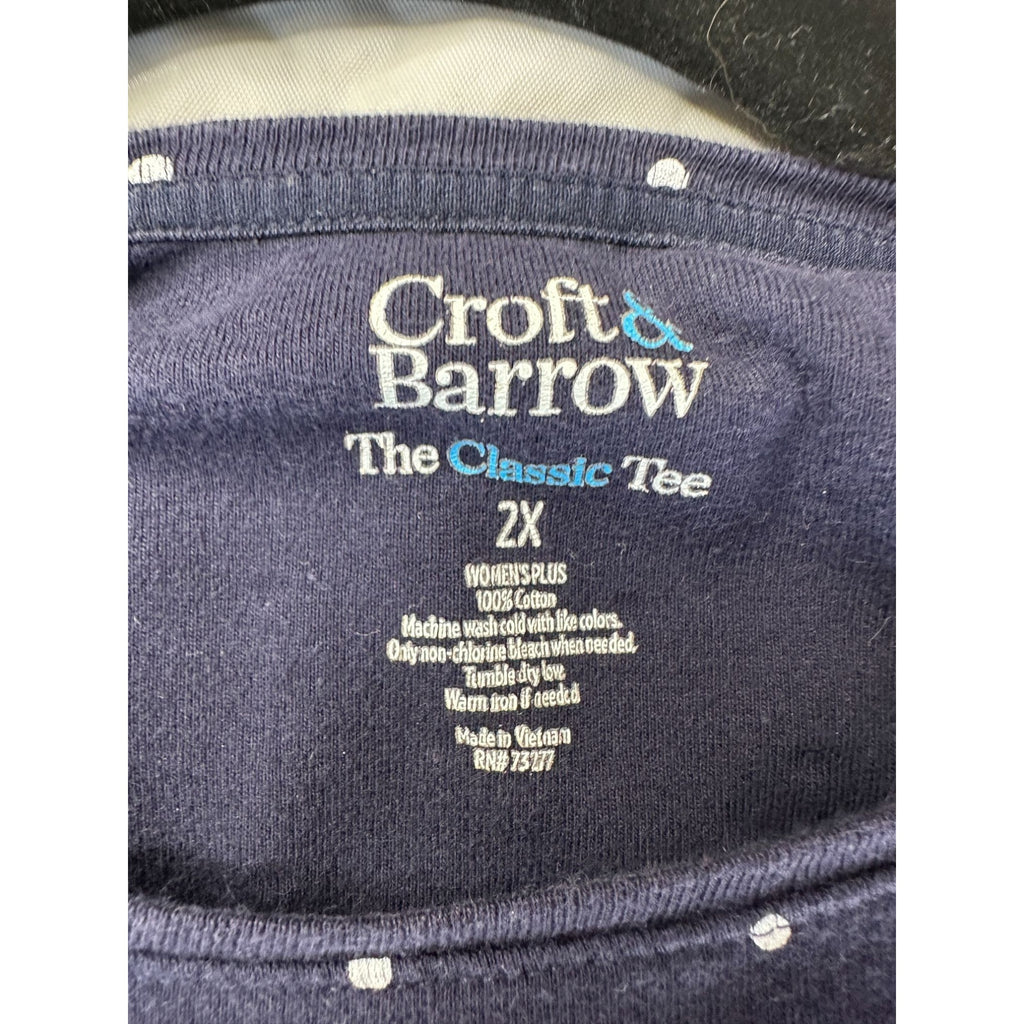 Croft &
Barrow
The Classic Tee
2X
WOMEN'S PLUS
100% Cotton
Machine wash cold with like colors.
Only non-chlorine bleach when needed.
Tumble dry low
Warm iron if needed
Made in Vietnam
RN# 73277